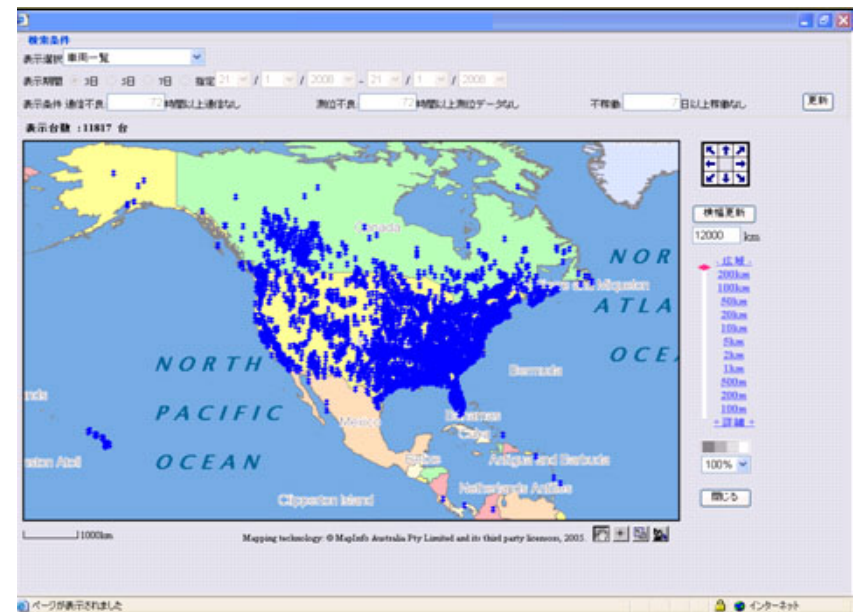 検索条件
表示選択 車両一覧
表示期間 3日 3日 7日 指定 21 / 1 / 2008 - 21 / 1 / 2008
表示条件 通信不良 72 時間以上通信なし 測位不良 72 時間以上測位データなし 不稼働 7 日以上稼働なし 更新
表示台数 :11817 台
Canada
NOR
ATLA
OCEA
NORTH
PACIFIC
OCEAN
Bermuda
Mexico
Bahamas
Cuba
Belize
Antigua and Barbuda
Netherlands Antilles
Clipperton Island
ston Atoll
nds
Miquelon
横幅更新
12000 km
- 広域 -
200km
100km
50km
20km
10km
5km
2km
1km
500m
200m
100m
+ 詳細 +
100%
閉じる
1000km
Mapping technology: © MapInfo Australia Pty Limited and its third party licensors, 2005.
ページが表示されました
インターネット